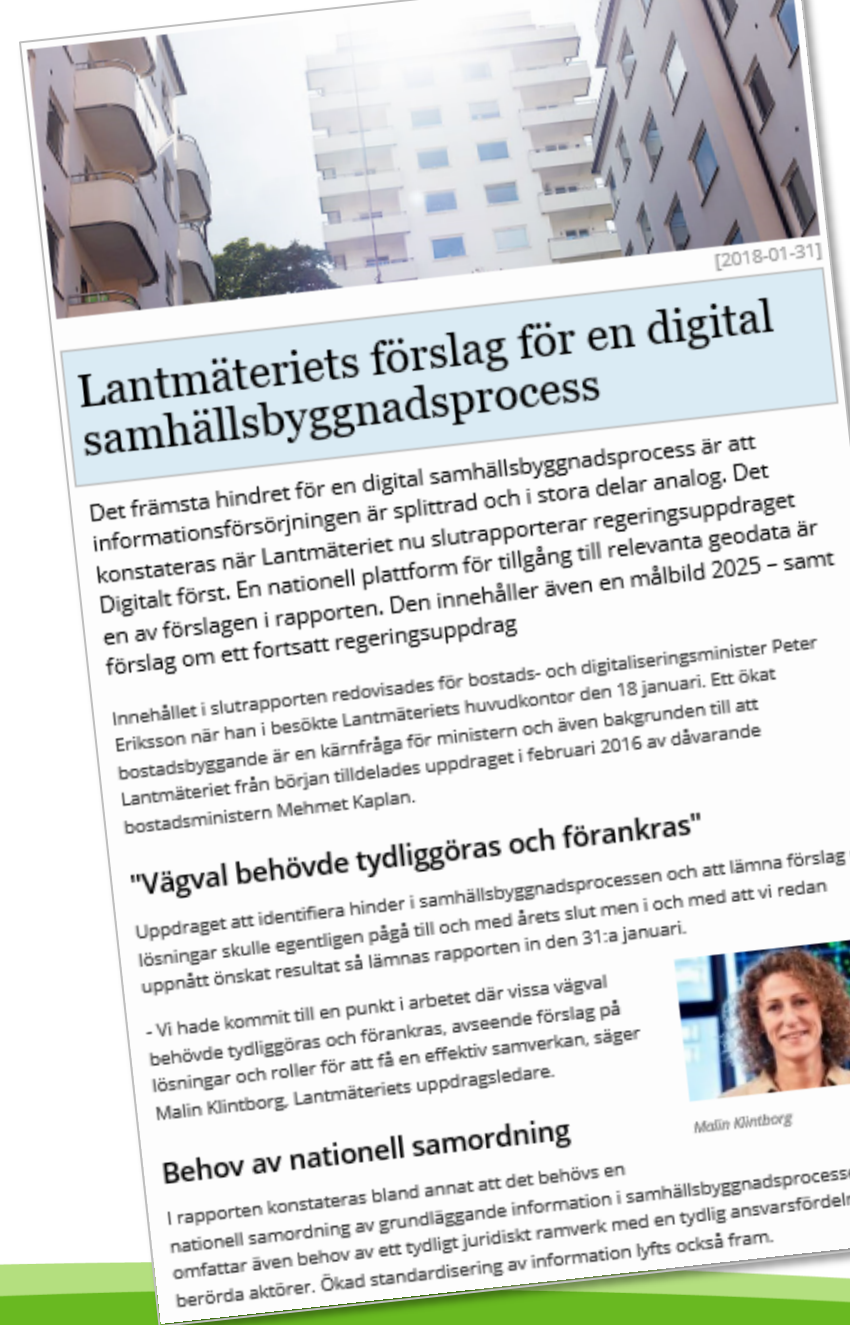 [2018-01-31]
Lantmäteriets förslag för en digital
samhällsbyggnadsprocess
Det främsta hindret för en digital samhällsbyggnadsprocess är att
informationsförsörjningen är splittrad och i stora delar analog. Det
konstateras när Lantmäteriet nu slutrapporterar regeringsuppdraget
Digitalt först. En nationell plattform för tillgång till relevanta geodata är
en av förslagen i rapporten. Den innehåller även en målbild 2025 – samt
förslag om ett fortsatt regeringsuppdrag
Innehållet i slutrapporten redovisades för bostads- och digitaliseringsminister Peter
Eriksson när han i besökte Lantmäteriets huvudkontor den 18 januari. Ett ökat
bostadsbyggande är en kärnfråga för ministern och även bakgrunden till att
Lantmäteriet från början tilldelades uppdraget i februari 2016 av dåvarande
bostadsministern Mehmet Kaplan.
"Vägval behövde tydliggöras och förankras"
Uppdraget att identifiera hinder i samhällsbyggnadsprocessen och att lämna förslag
lösningar skulle egentligen pågå till och med årets slut men i och med att vi redan
uppnått önskat resultat så lämnas rapporten in den 31:a januari.
- Vi hade kommit till en punkt i arbetet där vissa vägval
behövde tydliggöras och förankras, avseende förslag på
lösningar och roller för att få en effektiv samverkan, säger
Malin Klintborg, Lantmäteriets uppdragsledare.
Malin Klintborg
Behov av nationell samordning
I rapporten konstateras bland annat att det behövs en
nationell samordning av grundläggande information i
omfattar även behov av ett tydligt juridiskt ramverk med en tydlig
berörda aktörer. Ökad standardisering av information lyfts också fram.